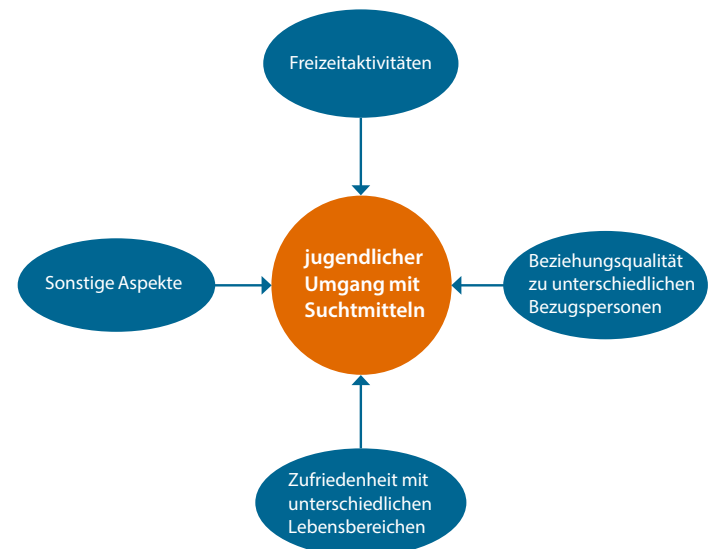 Freizeitaktivitäten
Sonstige Aspekte
jugendlicher
Umgang mit
Suchtmitteln
Beziehungsqualität
zu unterschiedlichen
Bezugspersonen
Zufriedenheit mit
unterschiedlichen
Lebensbereichen